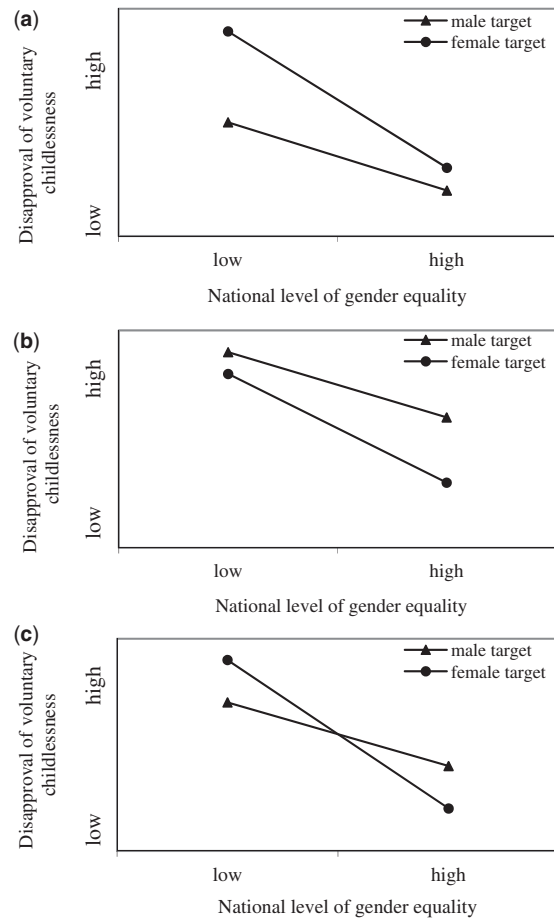 (a)
male target
female target
Disapproval of voluntary
childlessness
high
low
low high
National level of gender equality
(b)
male target
female target
Disapproval of voluntary
childlessness
high
low
low high
National level of gender equality
(c)
male target
female target
Disapproval of voluntary
childlessness
high
low
low high
National level of gender equality